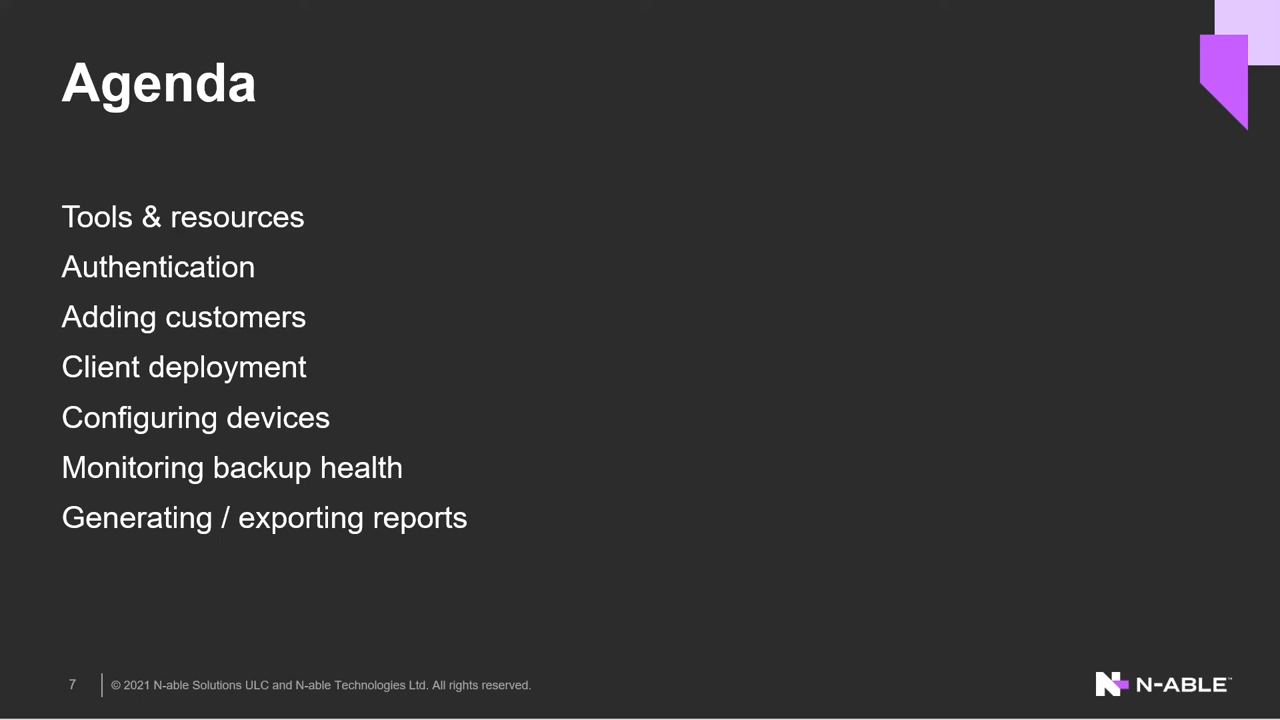 Agenda
Tools & resources
Authentication
Adding customers
Client deployment
Configuring devices
Monitoring backup health
Generating / exporting reports
7
© 2021 N-able Solutions ULC and N-able Technologies Ltd. All rights reserved.
N-ABLE™